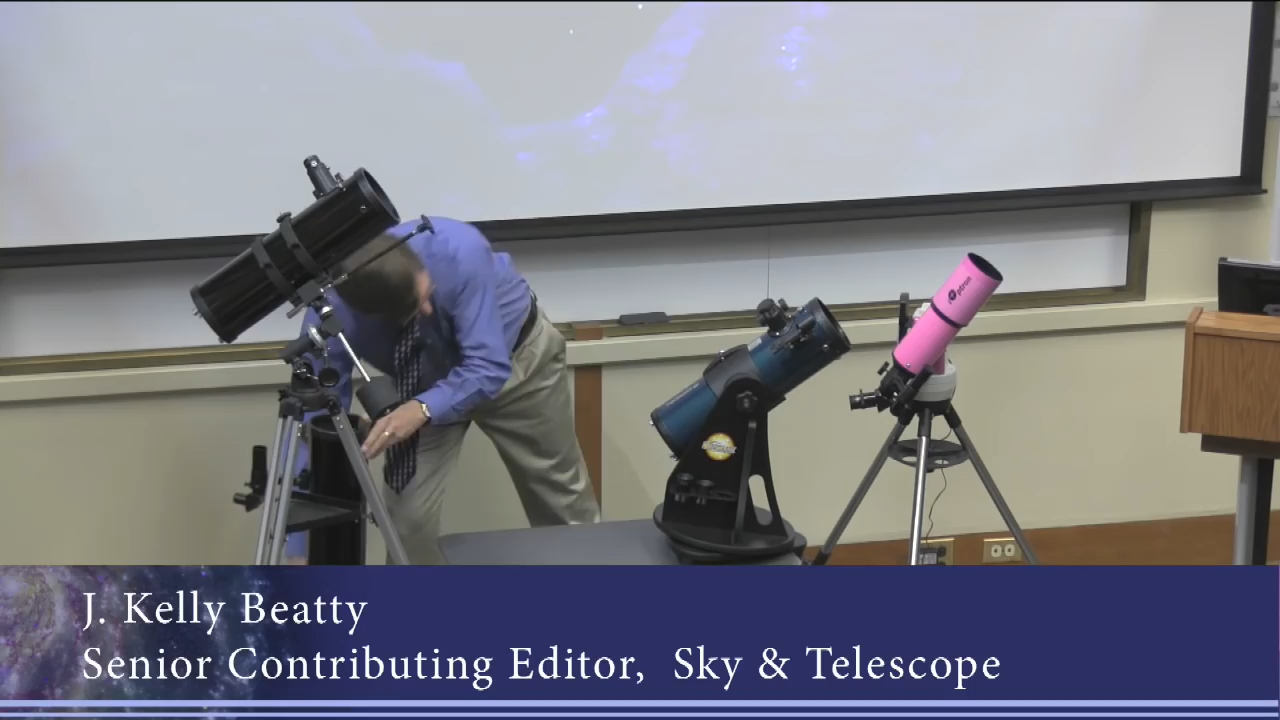 J. Kelly Beatty
Senior Contributing Editor, Sky & Telescope